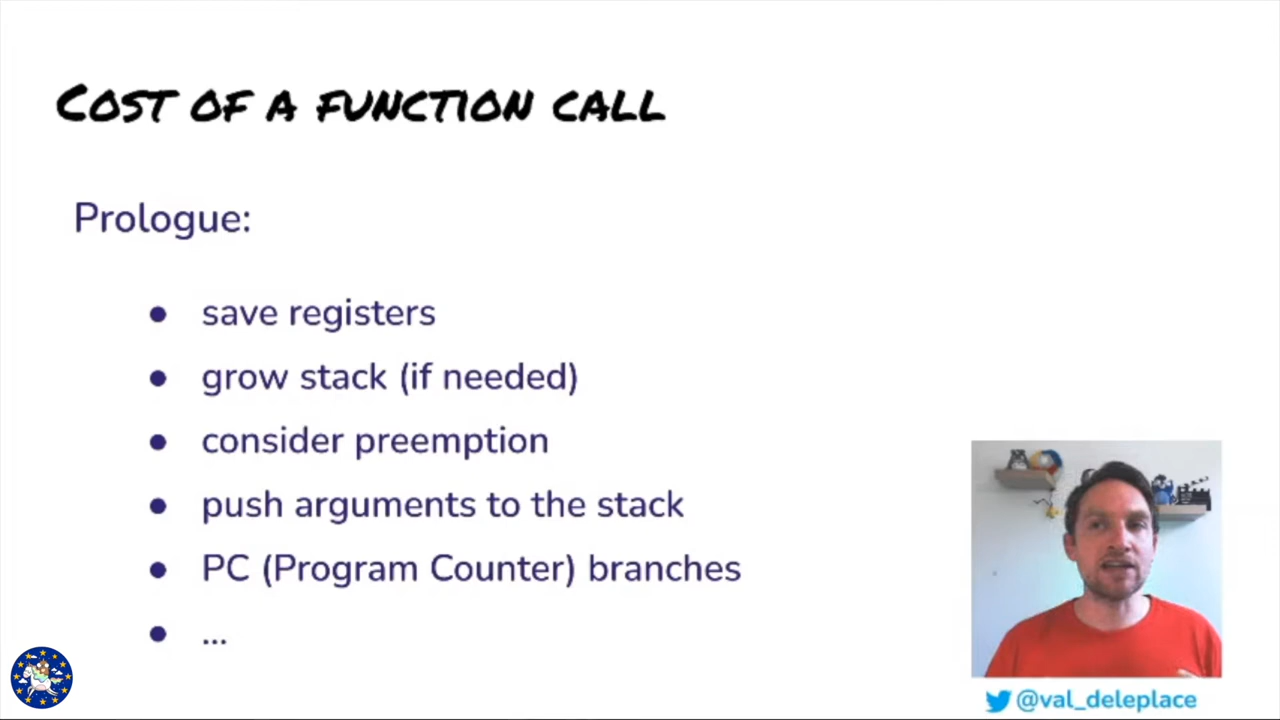 COST OF A FUNCTION CALL
Prologue:
● save registers
● grow stack (if needed)
● consider preemption
● push arguments to the stack
● PC (Program Counter) branches
● ...
@val_deleplace